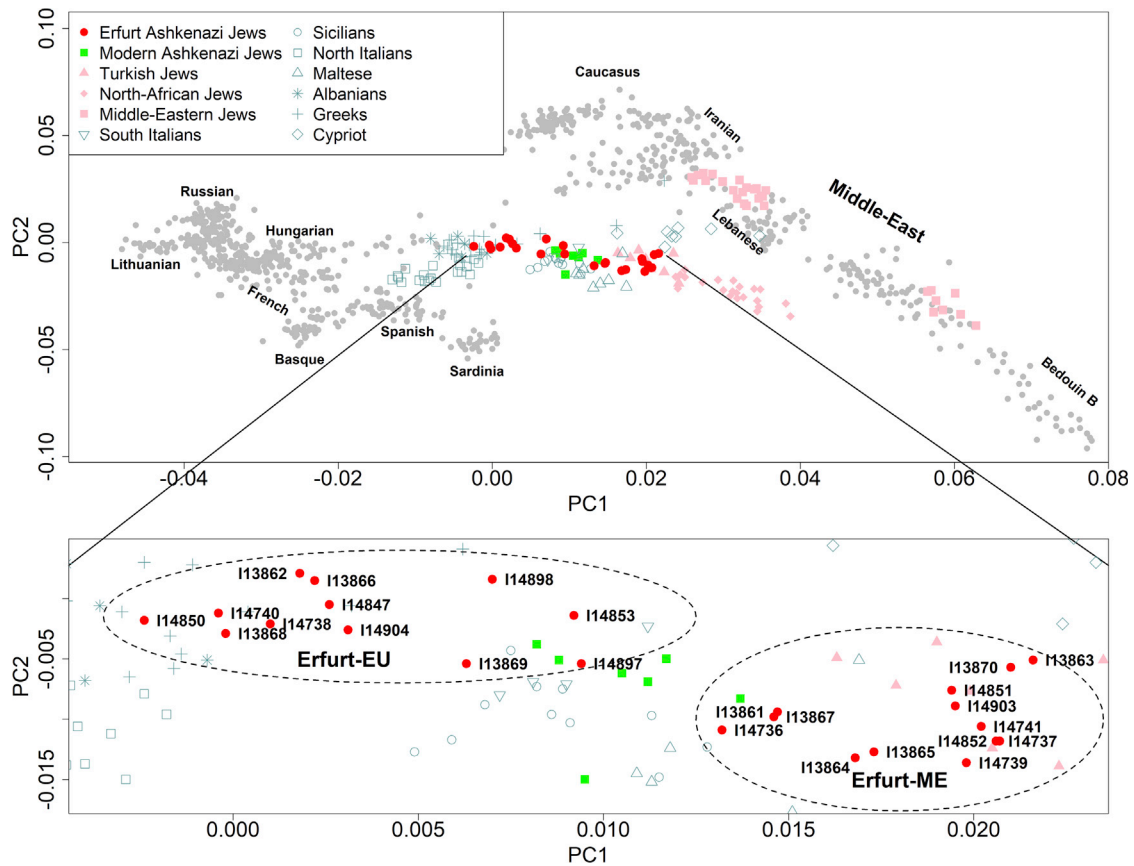 0.10
0.05
0.00
-0.05
-0.10
PC2
Erfurt Ashkenazi Jews
Modern Ashkenazi Jews
Turkish Jews
North-African Jews
Middle-Eastern Jews
South Italians
Sicilians
North Italians
Maltese
Albanians
Greeks
Cypriot
Caucasus
Iranian
Middle-East
Lebanese
Russian
Hungarian
Lithuanian
French
Spanish
Basque
Sardinia
Bedouin B
-0.04
-0.02
0.00
0.02
0.04
0.06
0.08
PC1
-0.005
-0.015
PC2
I13862
I13866
I14898
I14847
I14850
I14740
I14738
I14853
I13868
I14904
Erfurt-EU
I13869
I14897
I13863
I13870
I14851
I14903
I13861
I13867
I14736
I14741
I14852
I14737
I13865
I13864
I14739
Erfurt-ME
0.000
0.005
0.010
0.015
0.020
PC1